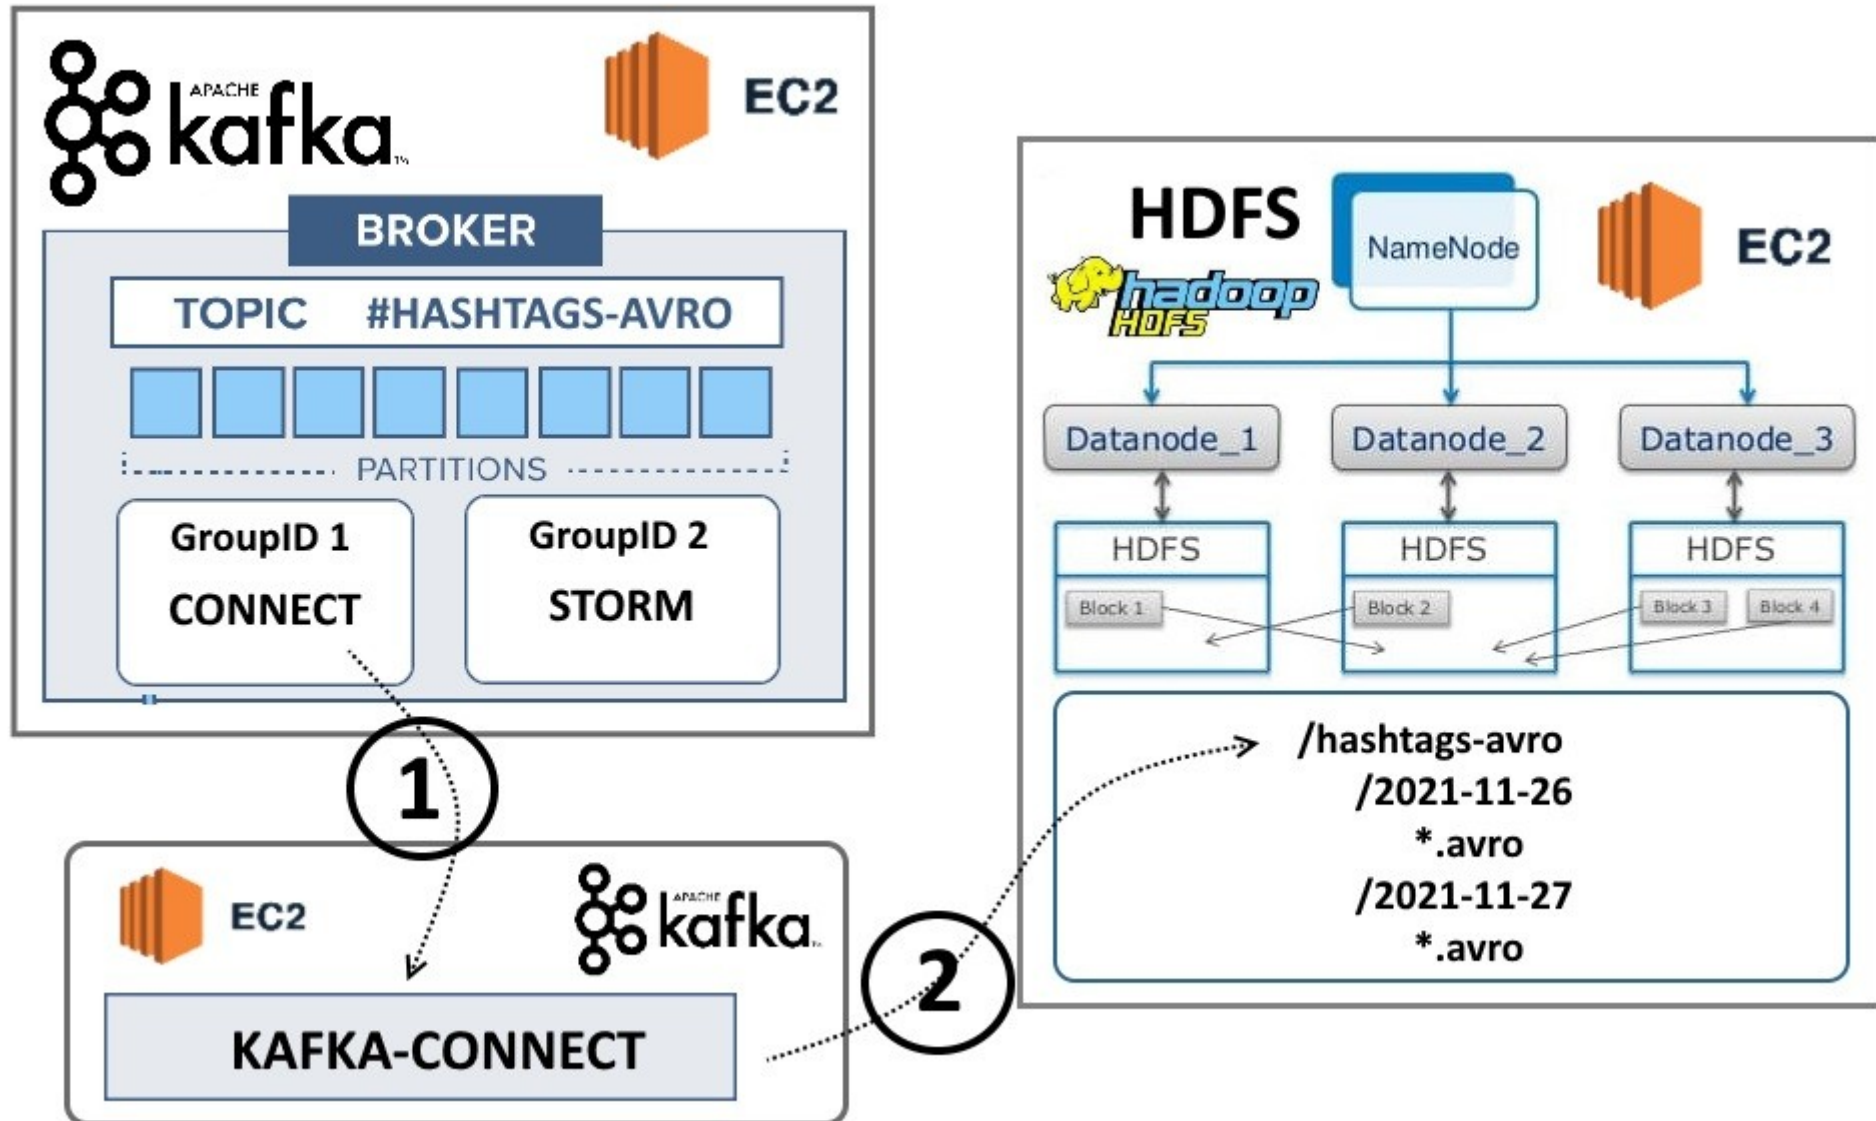 APACHE
kafka
EC2
BROKER
TOPIC #HASHTAGS-AVRO
PARTITIONS
GroupID 1
CONNECT
GroupID 2
STORM
1
EC2
APACHE
kafka
KAFKA-CONNECT
2
HDFS
hadoop
HDFS
NameNode
EC2
Datanode_1
Datanode_2
Datanode_3
HDFS
HDFS
HDFS
Block 1
Block 2
Block 3
Block 4
/hashtags-avro
/2021-11-26
*.avro
/2021-11-27
*.avro